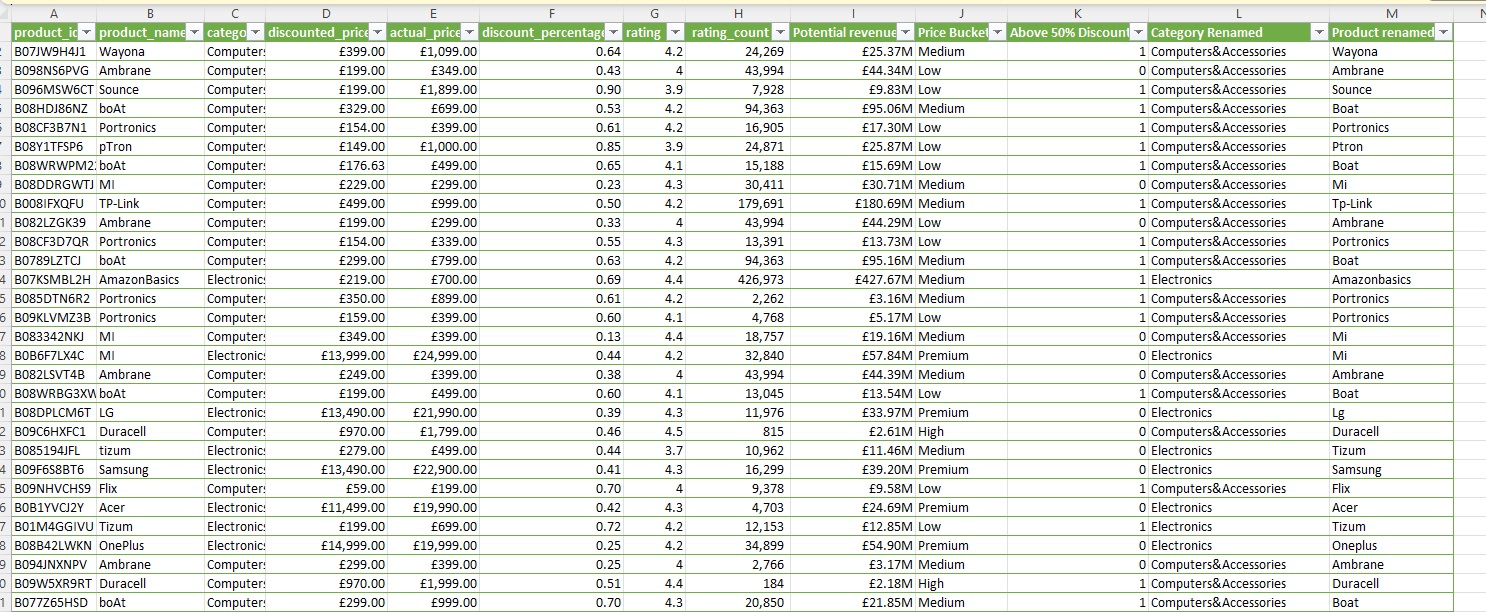 A B C D E F G H I J K L M
product_ic product_name catego discounted_price actual_price discount_percentage rating rating_count Potential revenue Price Bucket Above 50% Discount Category Renamed Product renamed
B07JW9H4J1 Wayona Computer: £399.00 £1,099.00 0.64 4.2 24,269 £25.37M Medium 1 Computers&Accessories Wayona
B098NS6PVG Ambrane Computer: £199.00 £349.00 0.43 4 43,994 £44.34M Low 0 Computers&Accessories Ambrane
B096MSW6CT Sounce Computer: £199.00 £1,899.00 0.90 3.9 7,928 £9.83M Low 1 Computers&Accessories Sounce
B08HDJ86NZ boAt Computer: £329.00 £699.00 0.53 4.2 94,363 £95.06M Medium 1 Computers&Accessories Boat
B08CF3B7N1 Portronics Computer: £154.00 £399.00 0.61 4.2 16,905 £17.30M Low 1 Computers&Accessories Portronics
B08Y1TFSP6 pTron Computer: £149.00 £1,000.00 0.85 3.9 24,871 £25.87M Low 1 Computers&Accessories Ptron
B08WRWPM2 boAt Computer: £176.63 £499.00 0.65 4.1 15,188 £15.69M Low 1 Computers&Accessories Boat
B08DDRGWTJ MI Computer: £229.00 £299.00 0.23 4.3 30,411 £30.71M Medium 0 Computers&Accessories Mi
B008IFXQFU TP-Link Computer: £499.00 £999.00 0.50 4.2 179,691 £180.69M Medium 1 Computers&Accessories Tp-Link
B082LZGK39 Ambrane Computer: £199.00 £299.00 0.33 4 43,994 £44.29M Low 0 Computers&Accessories Ambrane
B08CF3D7QR Portronics Computer: £154.00 £339.00 0.55 4.3 13,391 £13.73M Low 1 Computers&Accessories Portronics
B0789LZTCJ boAt Computer: £299.00 £799.00 0.63 4.2 94,363 £95.16M Medium 1 Computers&Accessories Boat
B07KSMBL2H AmazonBasics Electronic £219.00 £700.00 0.69 4.4 426,973 £427.67M Medium 1 Electronics Amazonbasics
B085DTN6R2 Portronics Computer: £350.00 £899.00 0.61 4.2 2,262 £3.16M Medium 1 Computers&Accessories Portronics
B09KLVMZ3B Portronics Computer: £159.00 £399.00 0.60 4.1 4,768 £5.17M Low 1 Computers&Accessories Portronics
B083342NKJ MI Computer: £349.00 £399.00 0.13 4.4 18,757 £19.16M Medium 0 Computers&Accessories Mi
B0B6F7LX4C MI Electronic £13,999.00 £24,999.00 0.44 4.2 32,840 £57.84M Premium 0 Electronics Mi
B082LSVT4B Ambrane Computer: £249.00 £399.00 0.38 4 43,994 £44.39M Medium 0 Computers&Accessories Ambrane
B08WRBG3XW boAt Computer: £199.00 £499.00 0.60 4.1 13,045 £13.54M Low 1 Computers&Accessories Boat
B08DPLCM6T LG Electronic £13,490.00 £21,990.00 0.39 4.3 11,976 £33.97M Premium 0 Electronics Lg
B09C6HXFC1 Duracell Computer: £970.00 £1,799.00 0.46 4.5 815 £2.61M High 0 Computers&Accessories Duracell
B085194JFL tizum Electronic £279.00 £499.00 0.44 3.7 10,962 £11.46M Medium 0 Electronics Tizum
B09F6S8BT6 Samsung Electronic £13,490.00 £22,900.00 0.41 4.3 16,299 £39.20M Premium 0 Electronics Samsung
B09NHVCHS9 Flix Computer: £59.00 £199.00 0.70 4 9,378 £9.58M Low 1 Computers&Accessories Flix
B0B1YVCJ2Y Acer Electronic £11,499.00 £19,990.00 0.42 4.3 4,703 £24.69M Premium 0 Electronics Acer
B01M4GGIVU Tizum Electronic £199.00 £699.00 0.72 4.2 12,153 £12.85M Low 1 Electronics Tizum
B08B42LWKN OnePlus Electronic £14,999.00 £19,999.00 0.25 4.2 34,899 £54.90M Premium 0 Electronics Oneplus
B094JNXNPV Ambrane Computer: £299.00 £399.00 0.25 4 2,766 £3.17M Medium 0 Computers&Accessories Ambrane
B09W5XR9RT Duracell Computer: £970.00 £1,999.00 0.51 4.4 184 £2.18M High 1 Computers&Accessories Duracell
B077Z65HSD boAt Computer: £299.00 £999.00 0.70 4.3 20,850 £21.85M Medium 1 Computers&Accessories Boat